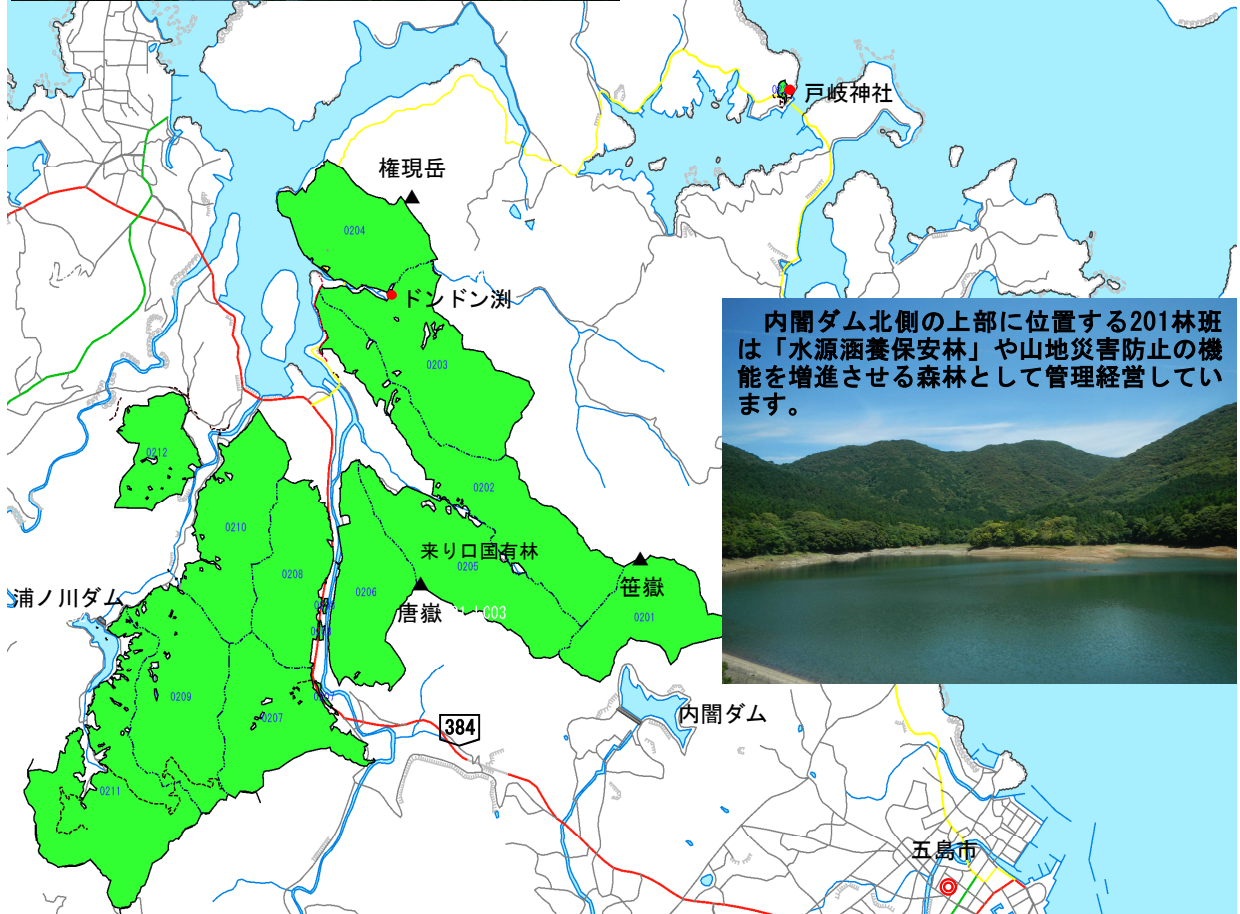 戸岐神社
権現岳
0204
ドンドン渕
内闇ダム北側の上部に位置する201林班
は「水源涵養保安林」や山地災害防止の機
能を増進させる森林として管理経営してい
ます。
0203
0212
0202
0210
来り口国有林
0205
0208
0206
笹嶽
浦ノ川ダム
唐嶽
0201
0209
0207
内闇ダム
384
0211
五島市